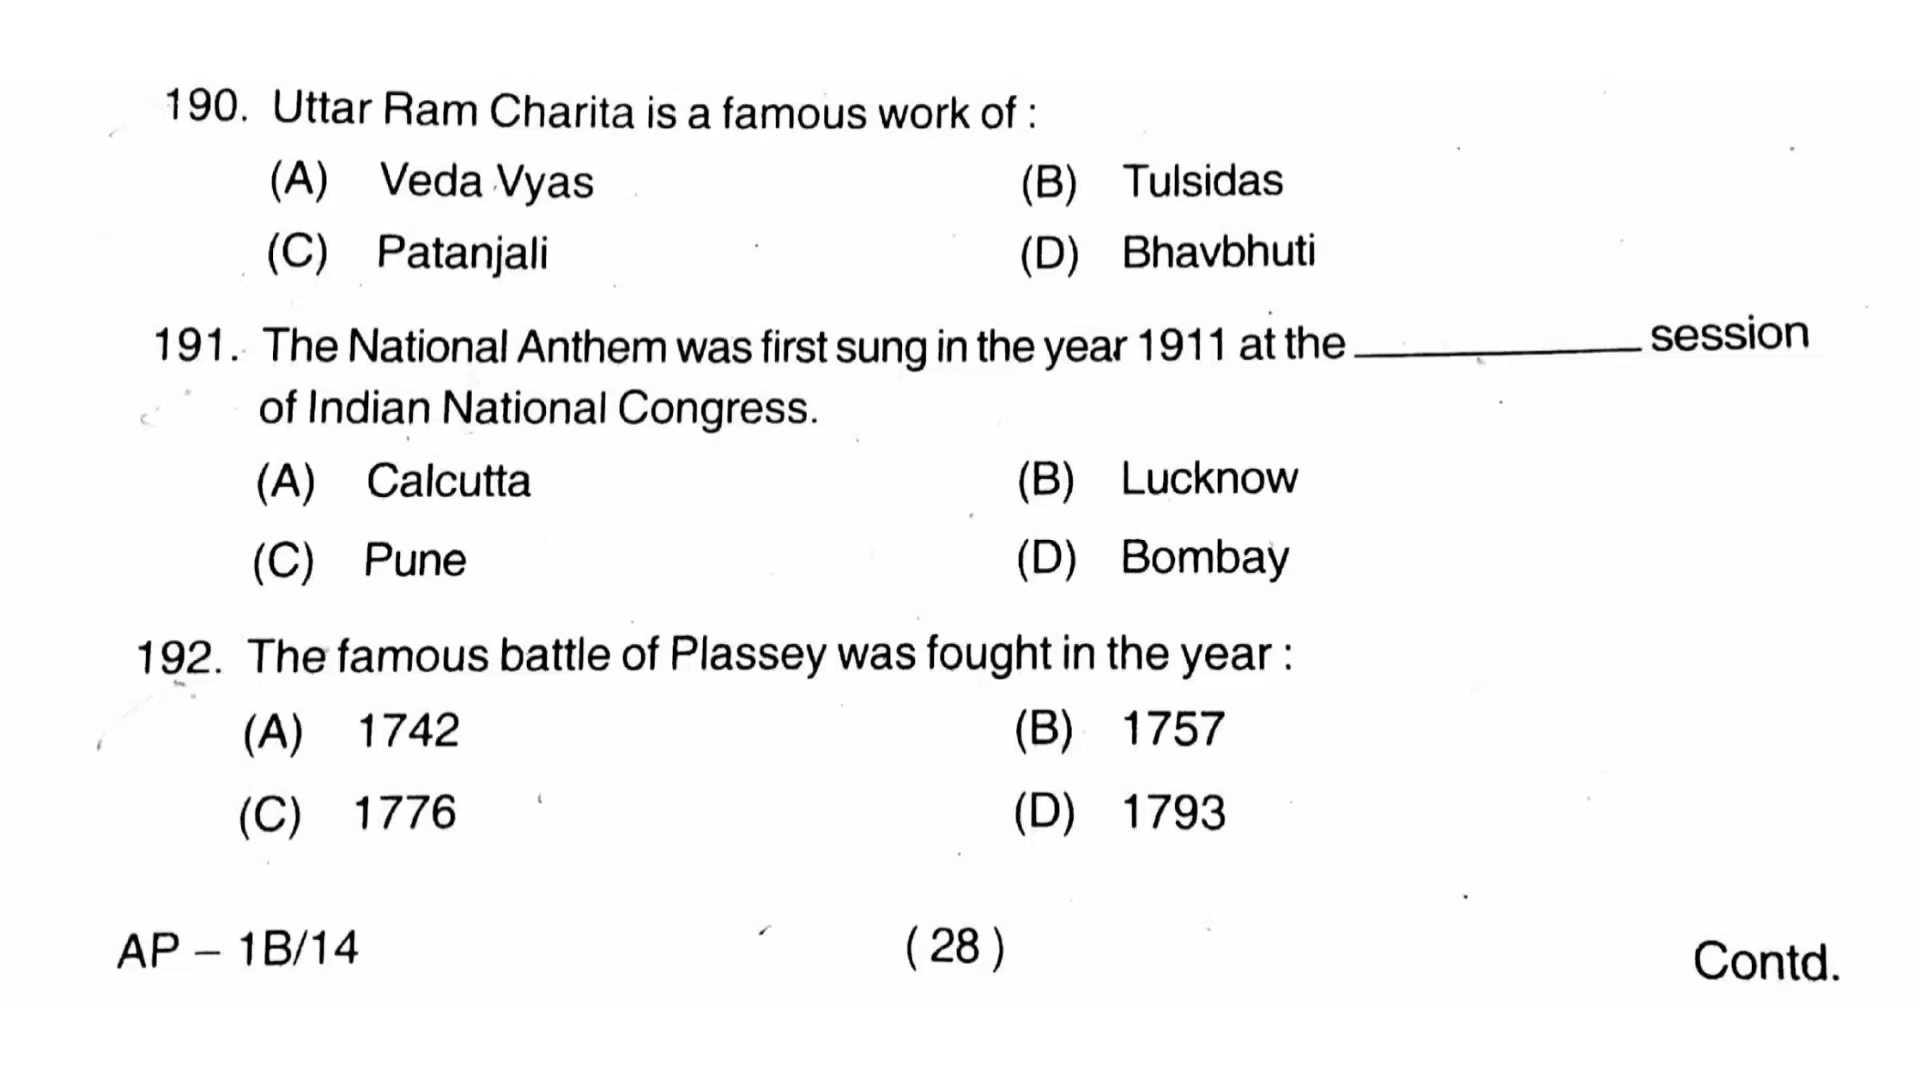 190. Uttar Ram Charita is a famous work of :
(A) Veda Vyas (B) Tulsidas
(C) Patanjali (D) Bhavbhuti
191. The National Anthem was first sung in the year 1911 at the __________ session
of Indian National Congress.
(A) Calcutta (B) Lucknow
(C) Pune (D) Bombay
192. The famous battle of Plassey was fought in the year :
(A) 1742 (B) 1757
(C) 1776 (D) 1793
AP – 1B/14 ( 28 ) Contd.